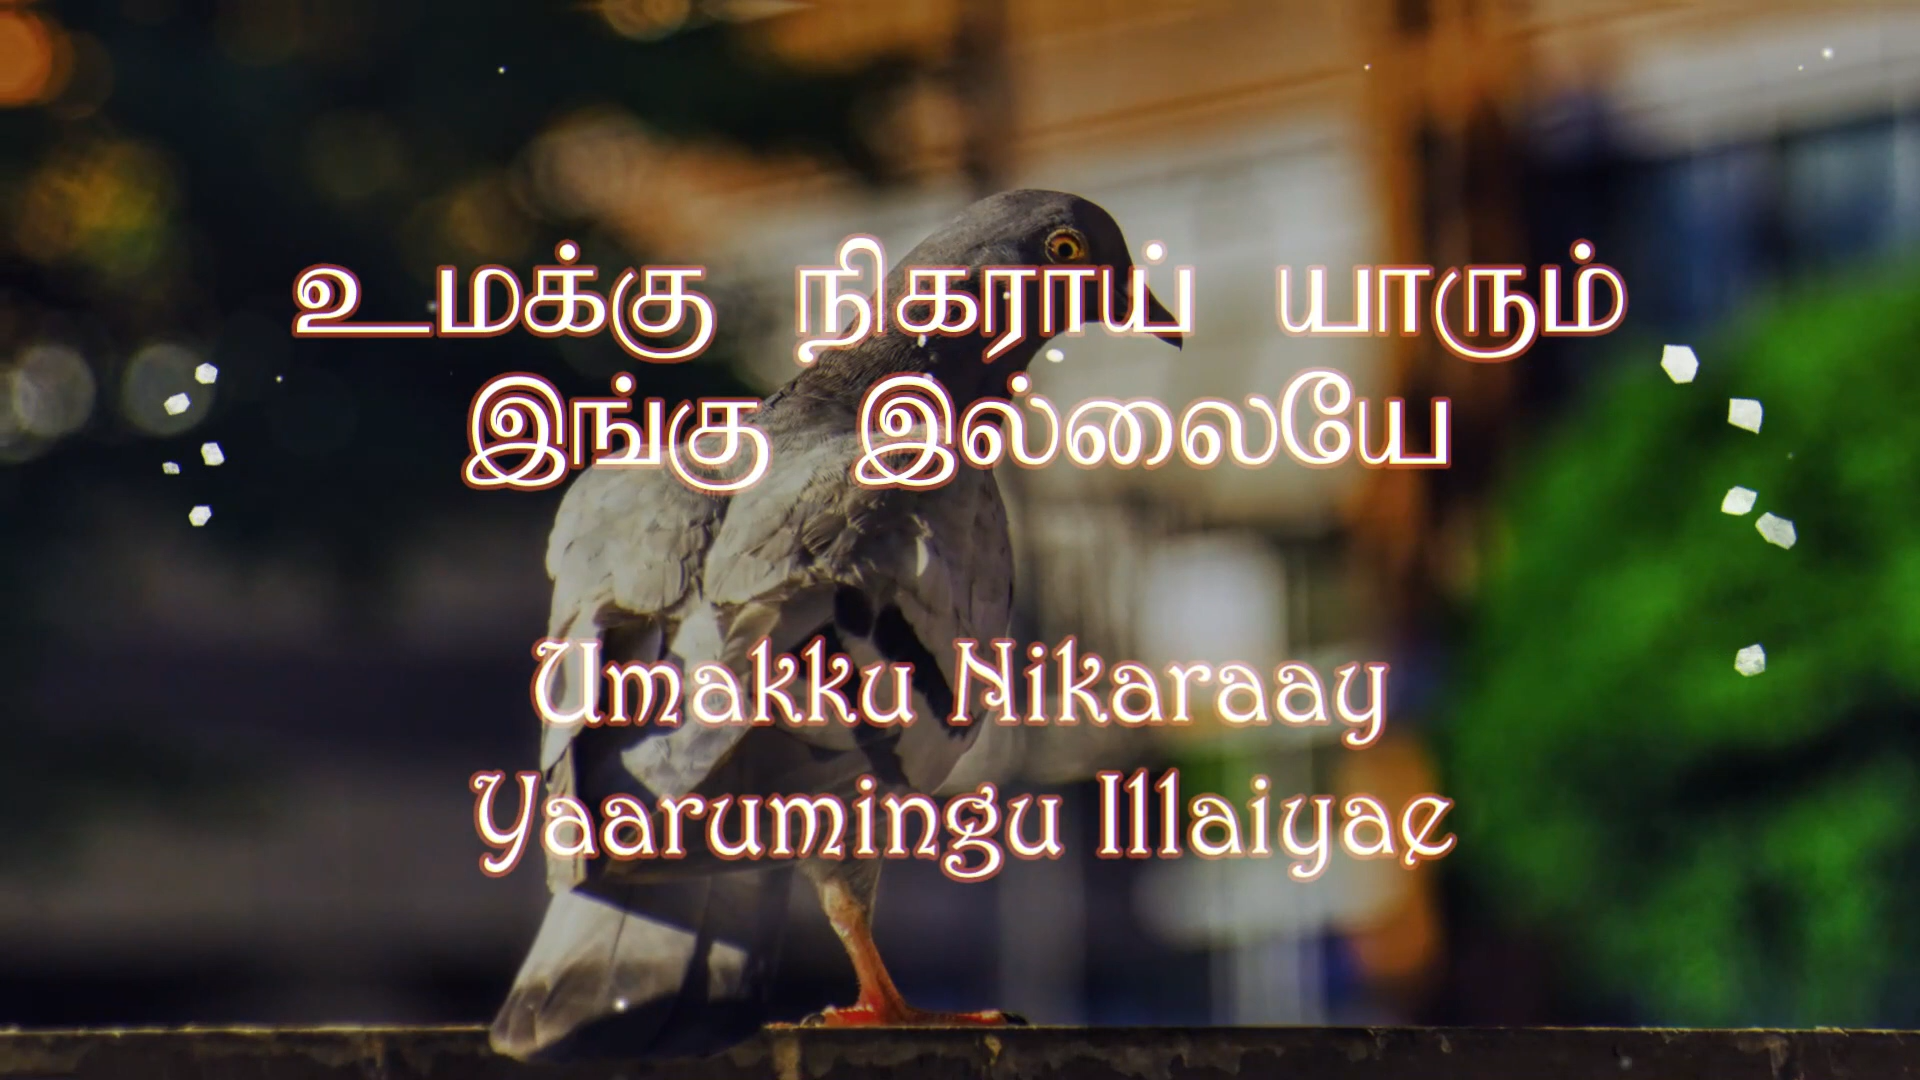 உமக்கு நிகராய் யாரும்
இங்கு இல்லையே
Umakku Nikaraay
Yaarumingu Illaiyae